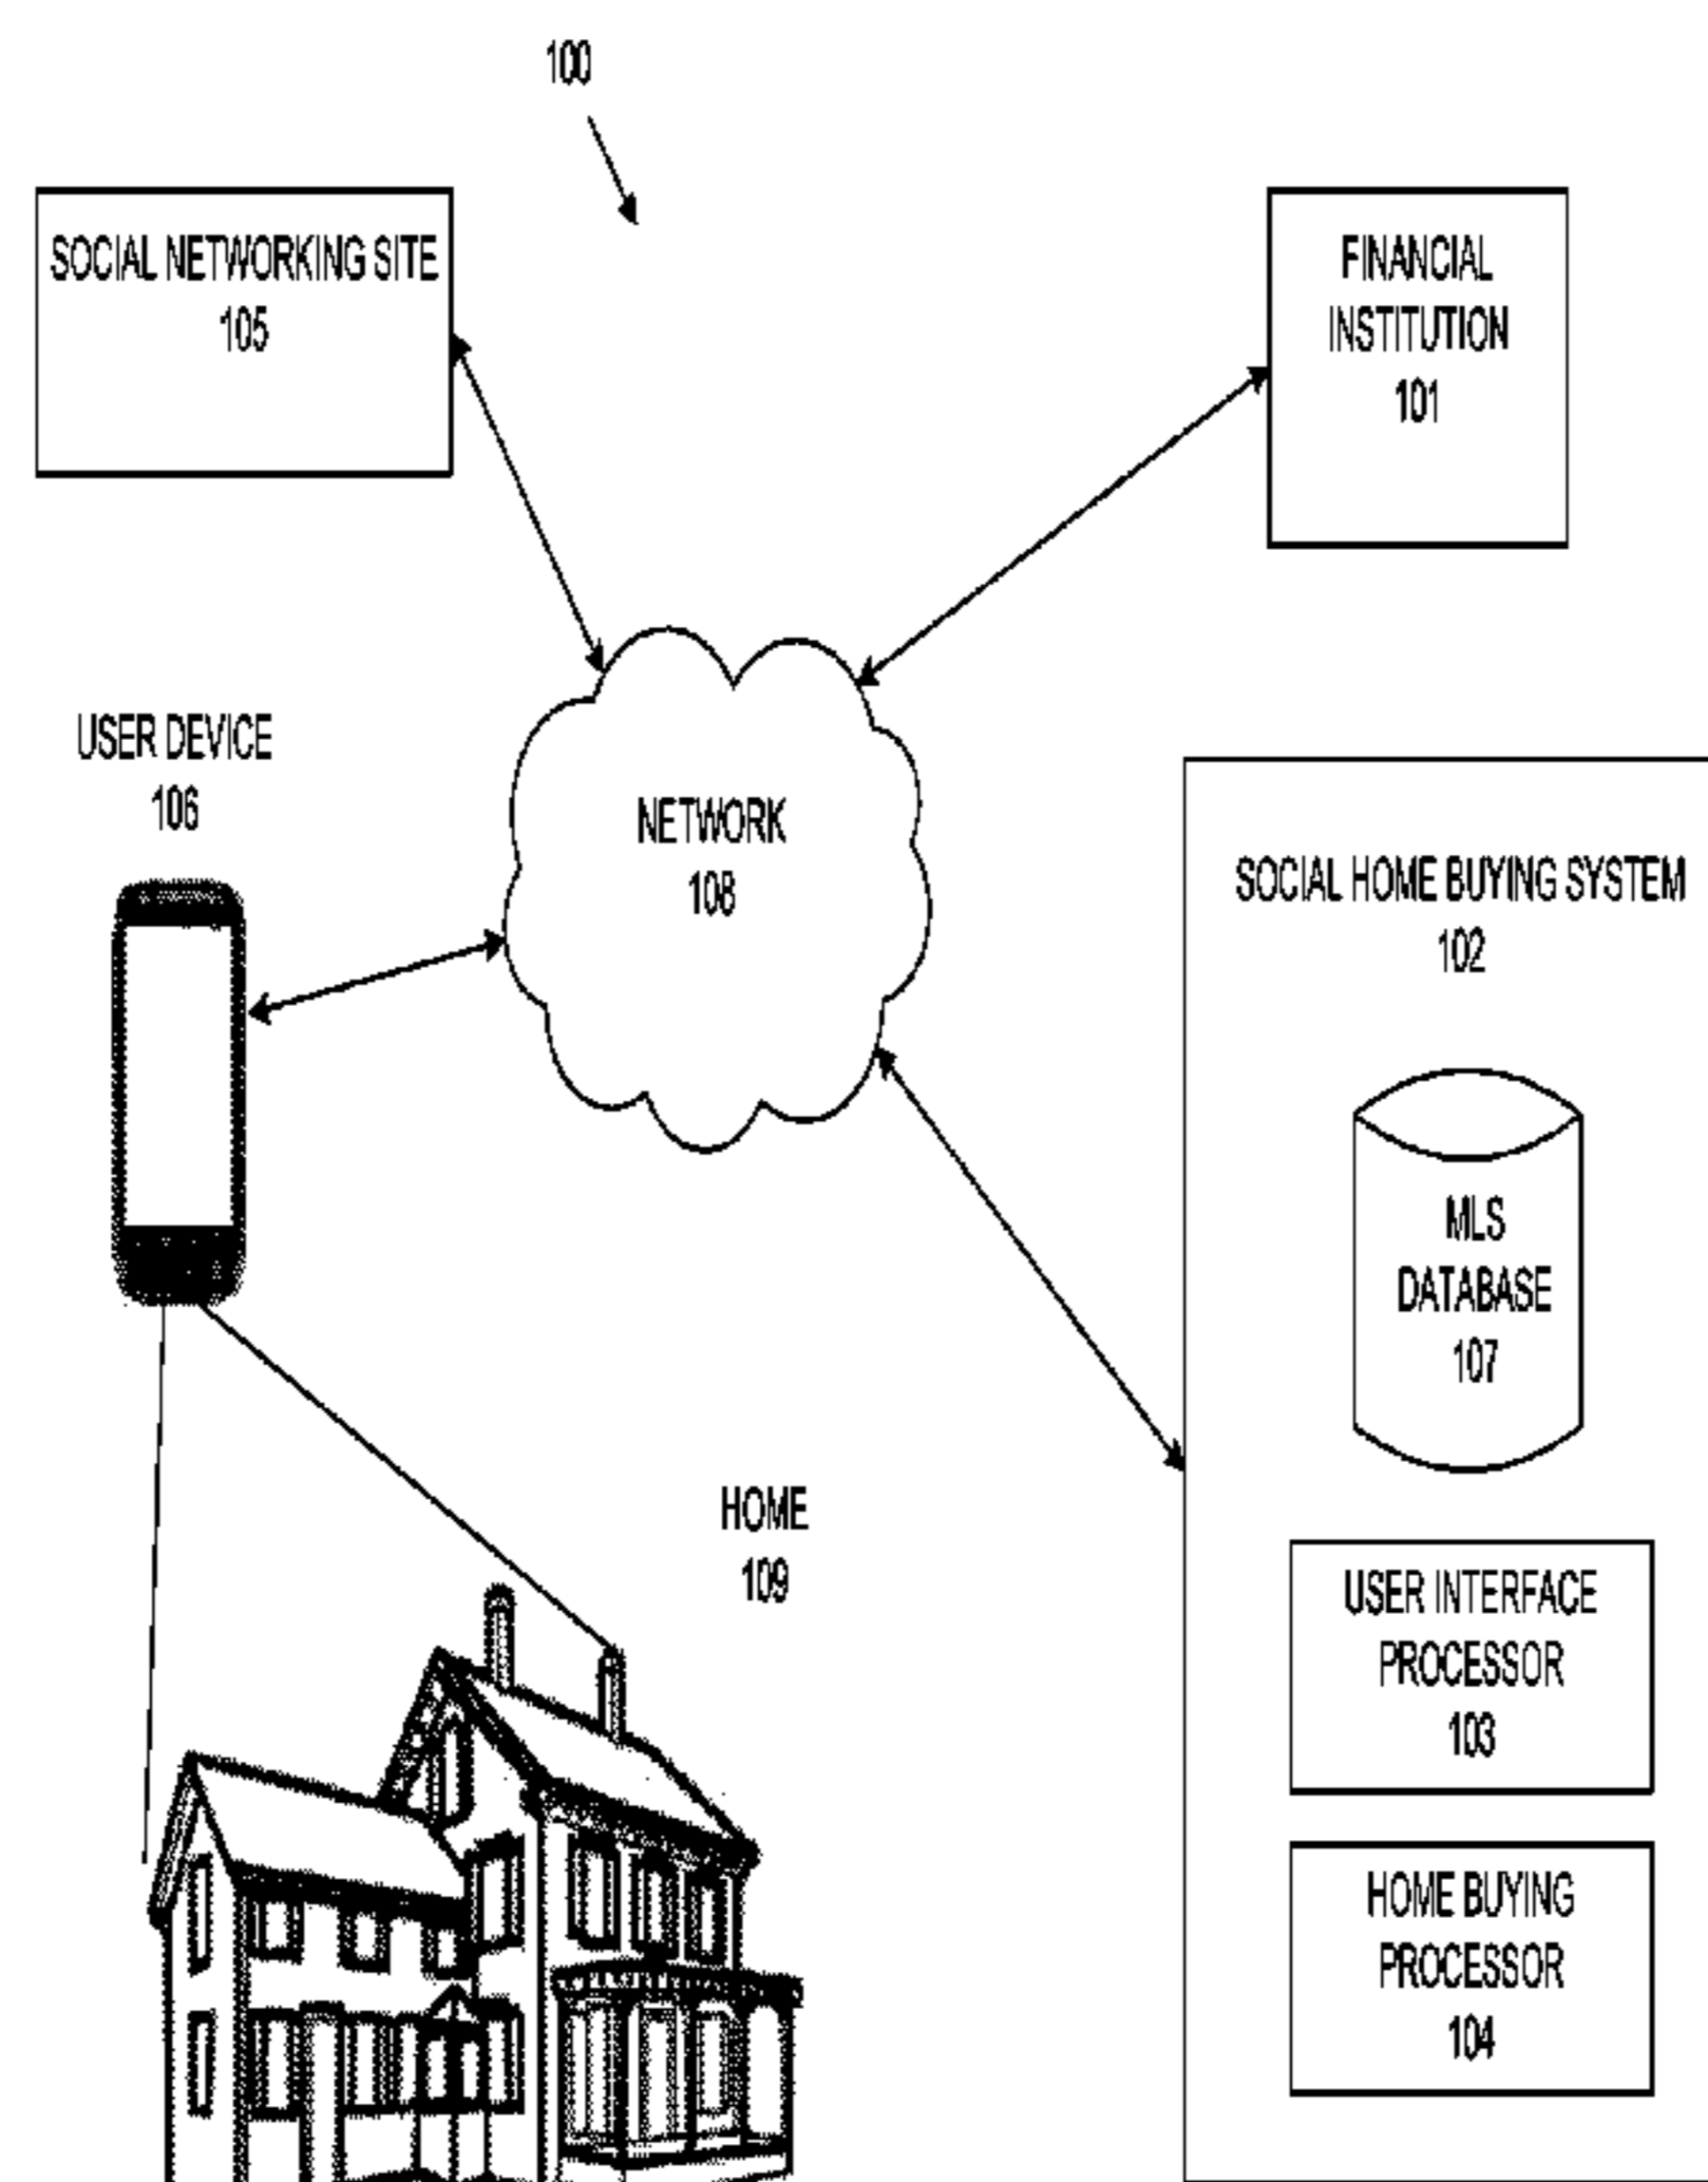 100
SOCIAL NETWORKING SITE
105
FINANCIAL
INSTITUTION
101
USER DEVICE
106
NETWORK
108
SOCIAL HOME BUYING SYSTEM
102
MLS
DATABASE
107
HOME
109
USER INTERFACE
PROCESSOR
103
HOME BUYING
PROCESSOR
104